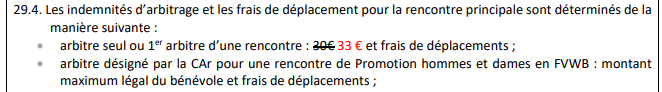 29.4. Les indemnités d’arbitrage et les frais de déplacement pour la rencontre principale sont déterminés de la
manière suivante :
• arbitre seul ou 1er arbitre d’une rencontre : 30€ 33 € et frais de déplacements ;
• arbitre désigné par la CAr pour une rencontre de Promotion hommes et dames en FVWB : montant
maximum légal du bénévole et frais de déplacements ;